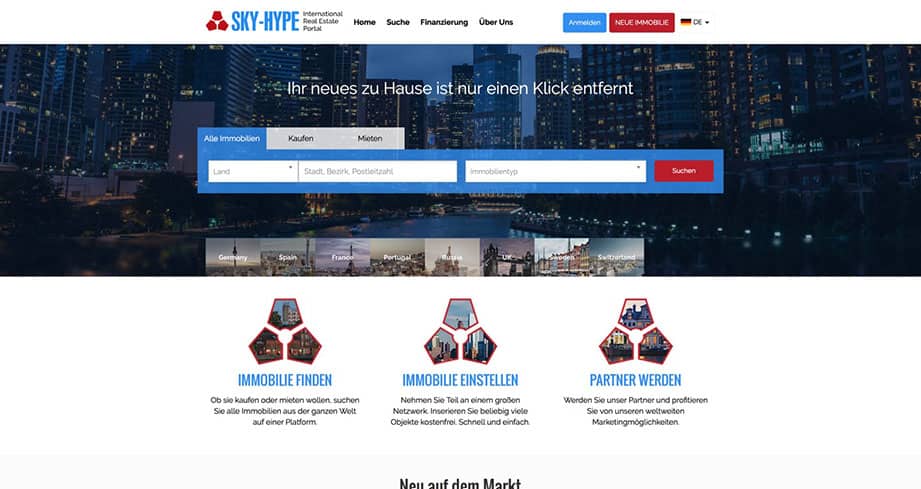 SKY-HYPE
International
Real Estate
Portal
Home Suche Finanzierung Über Uns
Anmelden NEUE IMMOBILIE DE
Ihr neues zu Hause ist nur einen Klick entfernt
Alle Immobilien Kaufen Mieten
Land Stadt, Bezirk, Postleitzahl Immobilientyp Suchen
Germany Spain France Portugal Russia UK Sweden Switzerland
IMMOBILIE FINDEN
Ob sie kaufen oder mieten wollen, suchen
Sie alle Immobilien aus der ganzen Welt
auf einer Platform.
IMMOBILIE EINSTELLEN
Nehmen Sie Teil an einem großen
Netzwerk. Inserieren Sie beliebig viele
Objekte kostenfrei. Schnell und einfach.
PARTNER WERDEN
Werden Sie unser Partner und profitieren
Sie von unseren weltweiten
Marketingmöglichkeiten.
Neu auf dem Markt